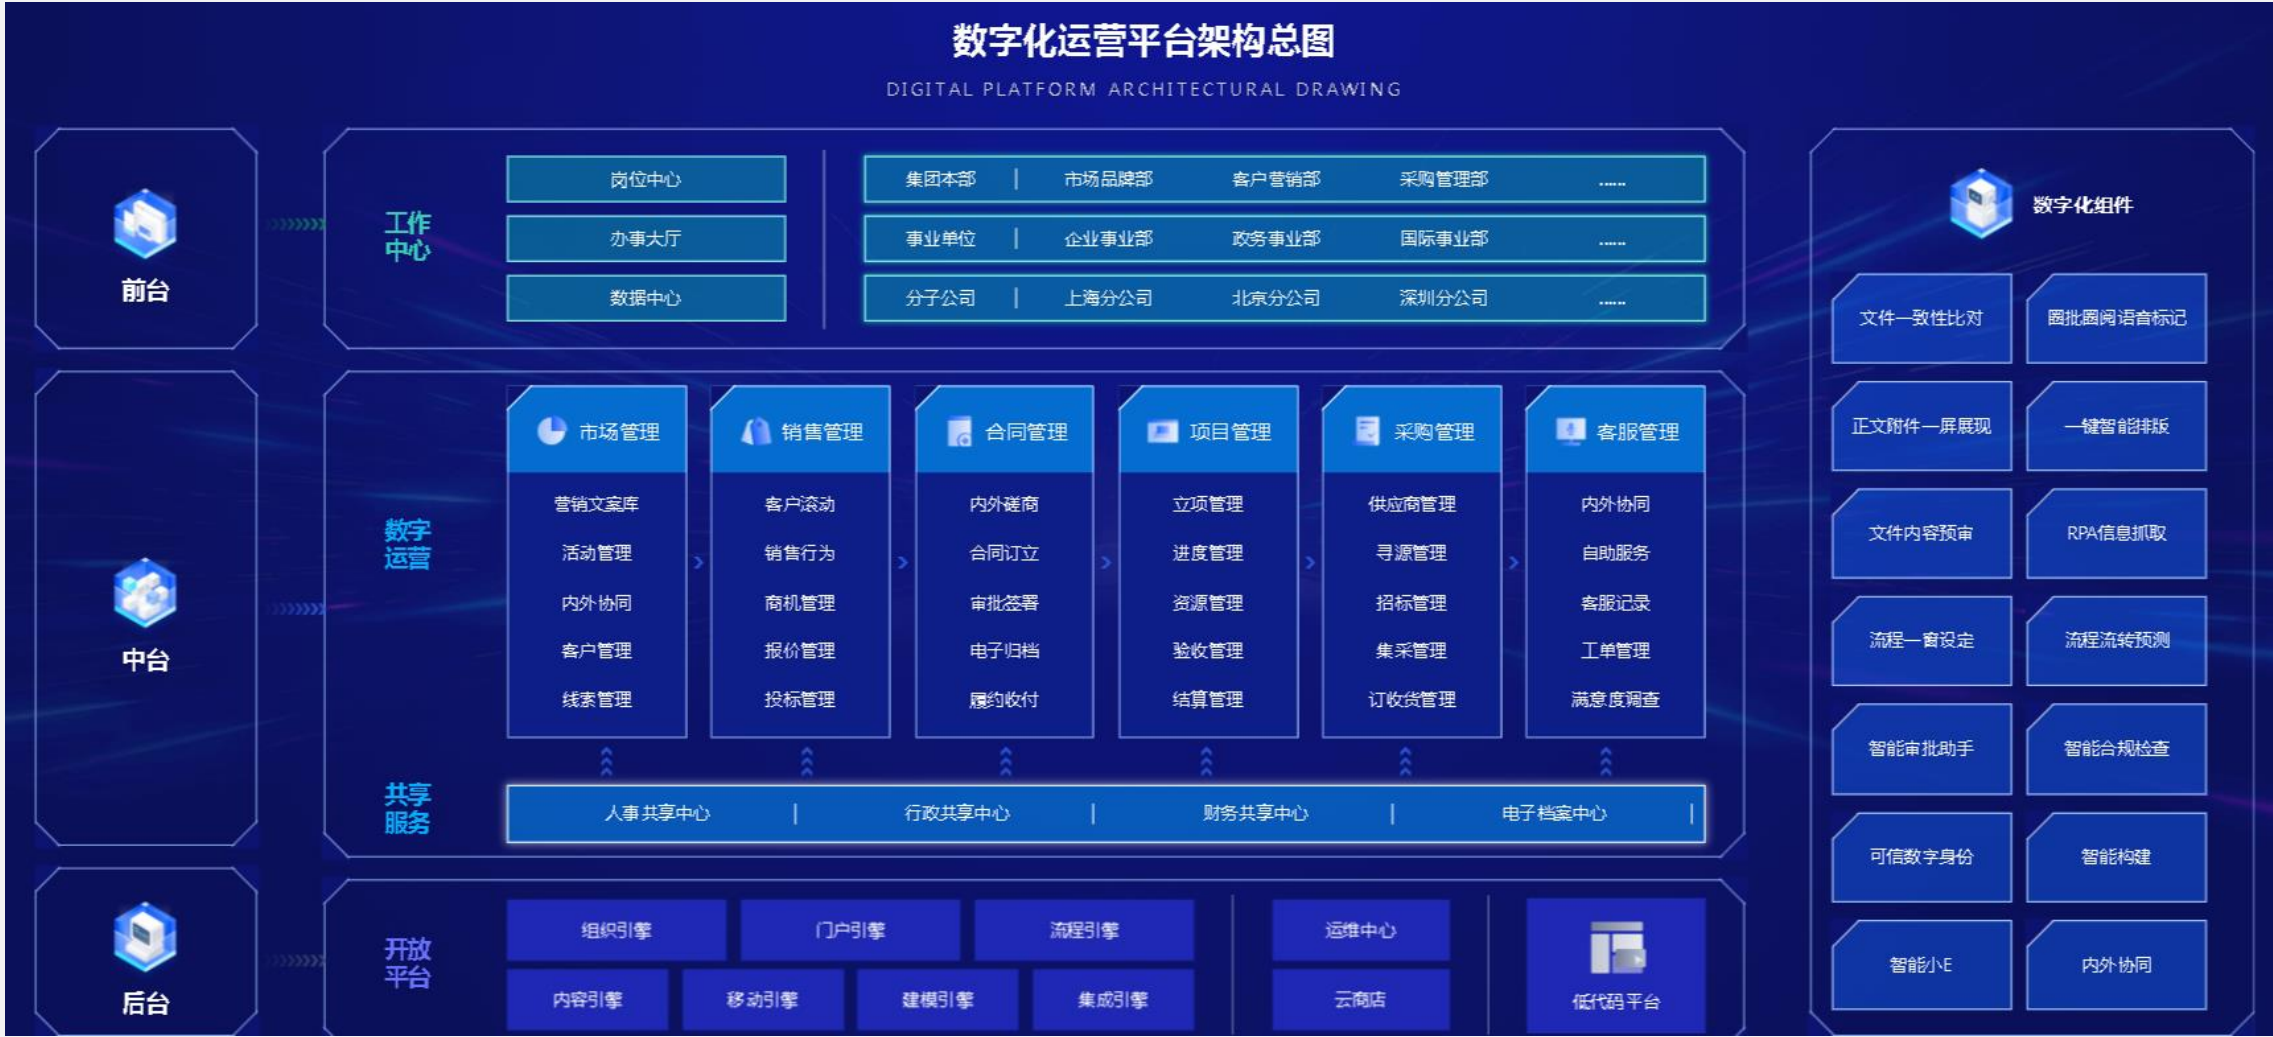 数字化运营平台架构总图
DIGITAL PLATFORM ARCHITECTURAL DRAWING
前台
工作
中心
岗位中心
办事大厅
数据中心
集团本部 | 市场品牌部 客户营销部 采购管理部 ......
事业单位 | 企业事业部 政务事业部 国际事业部 ......
分子公司 | 上海分公司 北京分公司 深圳分公司 ......
中台
数字
运营
市场管理
营销文案库
活动管理
内外协同
客户管理
线索管理
销售管理
客户滚动
销售行为
商机管理
报价管理
投标管理
合同管理
内外磋商
合同订立
审批签署
电子归档
履约收付
项目管理
立项管理
进度管理
资源管理
验收管理
结算管理
采购管理
供应商管理
寻源管理
招标管理
集采管理
订收货管理
客服管理
内外协同
自助服务
客服记录
工单管理
满意度调查
共享
服务
人事共享中心 | 行政共享中心 | 财务共享中心 | 电子档案中心 |
后台
开放
平台
组织引擎 门户引擎 流程引擎
内容引擎 移动引擎 建模引擎 集成引擎
运维中心
云商店
低代码平台
数字化组件
文件一致性比对 圈批圈阅语音标记
正文附件一屏展现 一键智能排版
文件内容预审 RPA信息抓取
流程一窗设定 流程流转预测
智能审批助手 智能合规检查
可信数字身份 智能构建
智能小E 内外协同